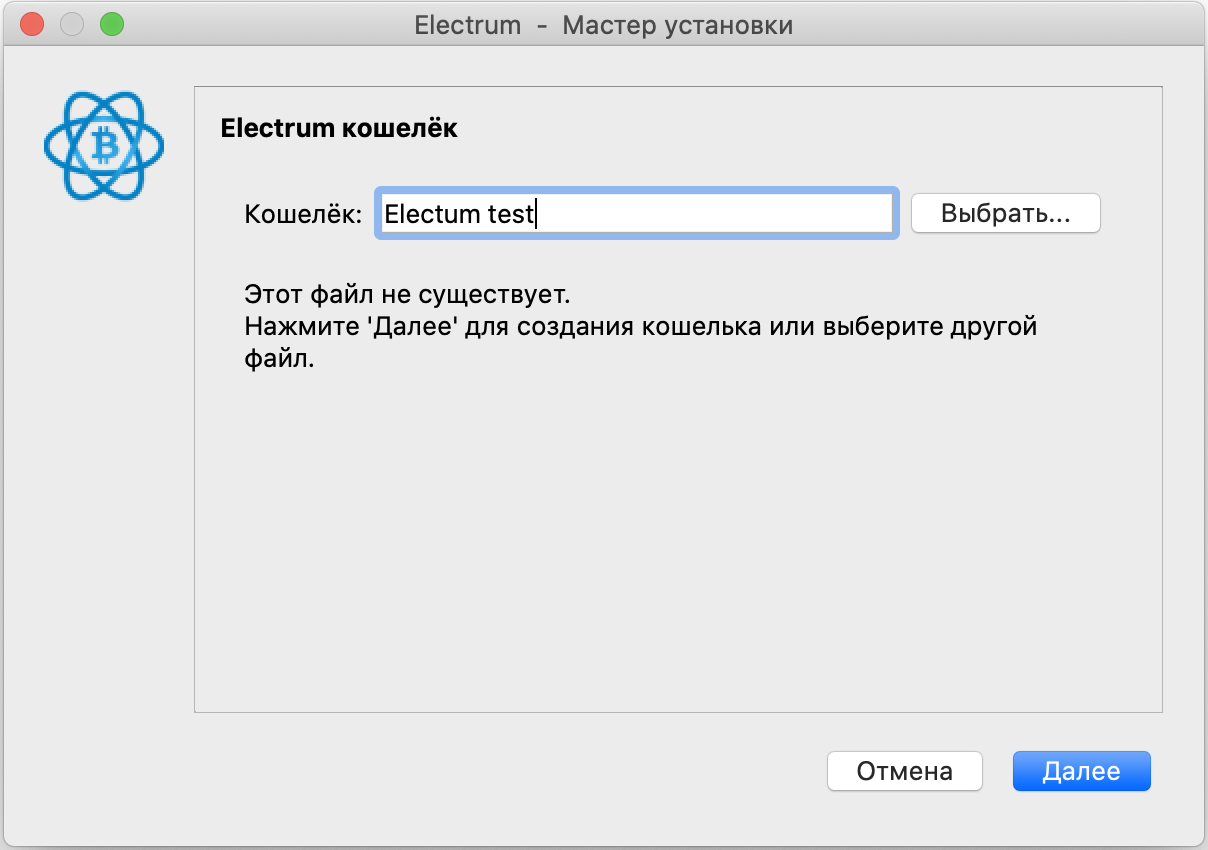 Electrum - Мастер установки
Electrum кошелёк
Кошелёк: Electum test Выбрать...
Этот файл не существует.
Нажмите 'Далее' для создания кошелька или выберите другой
файл.
Отмена Далее